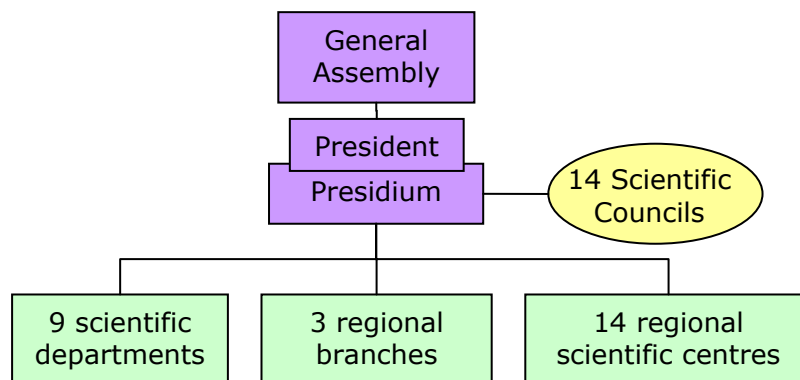 General
Assembly
President
Presidium
14 Scientific
Councils
9 scientific
departments
3 regional
branches
14 regional
scientific centres